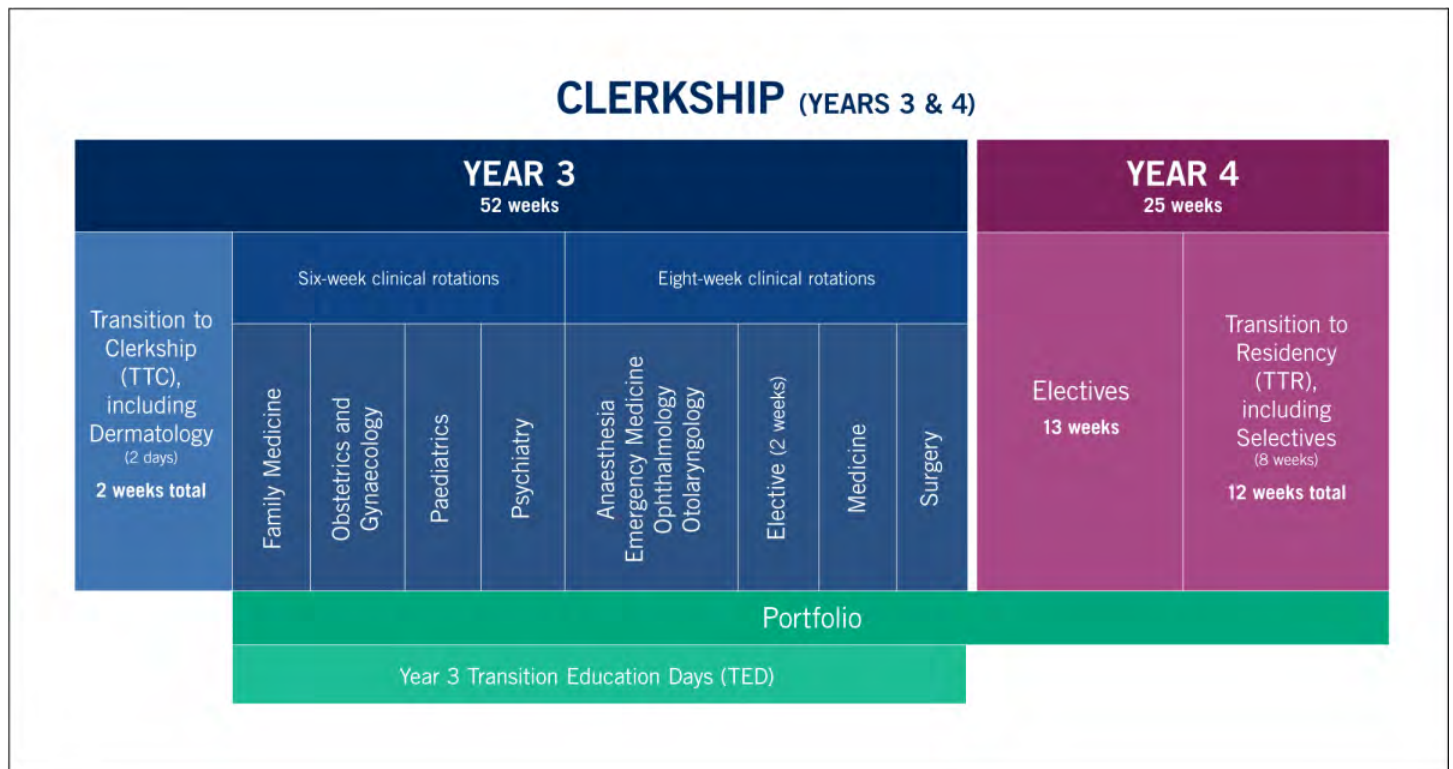 CLERKSHIP (YEARS 3 & 4)
YEAR 3
52 weeks
YEAR 4
25 weeks
Transition to
Clerkship
(TTC),
including
Dermatology
(2 days)
2 weeks total
Six-week clinical rotations
Eight-week clinical rotations
Family Medicine
Obstetrics and
Gynaecology
Paediatrics
Psychiatry
Anaesthesia
Emergency Medicine
Ophthalmology
Otolaryngology
Elective (2 weeks)
Medicine
Surgery
Electives
13 weeks
Transition to
Residency
(TTR),
including
Selectives
(8 weeks)
12 weeks total
Portfolio
Year 3 Transition Education Days (TED)